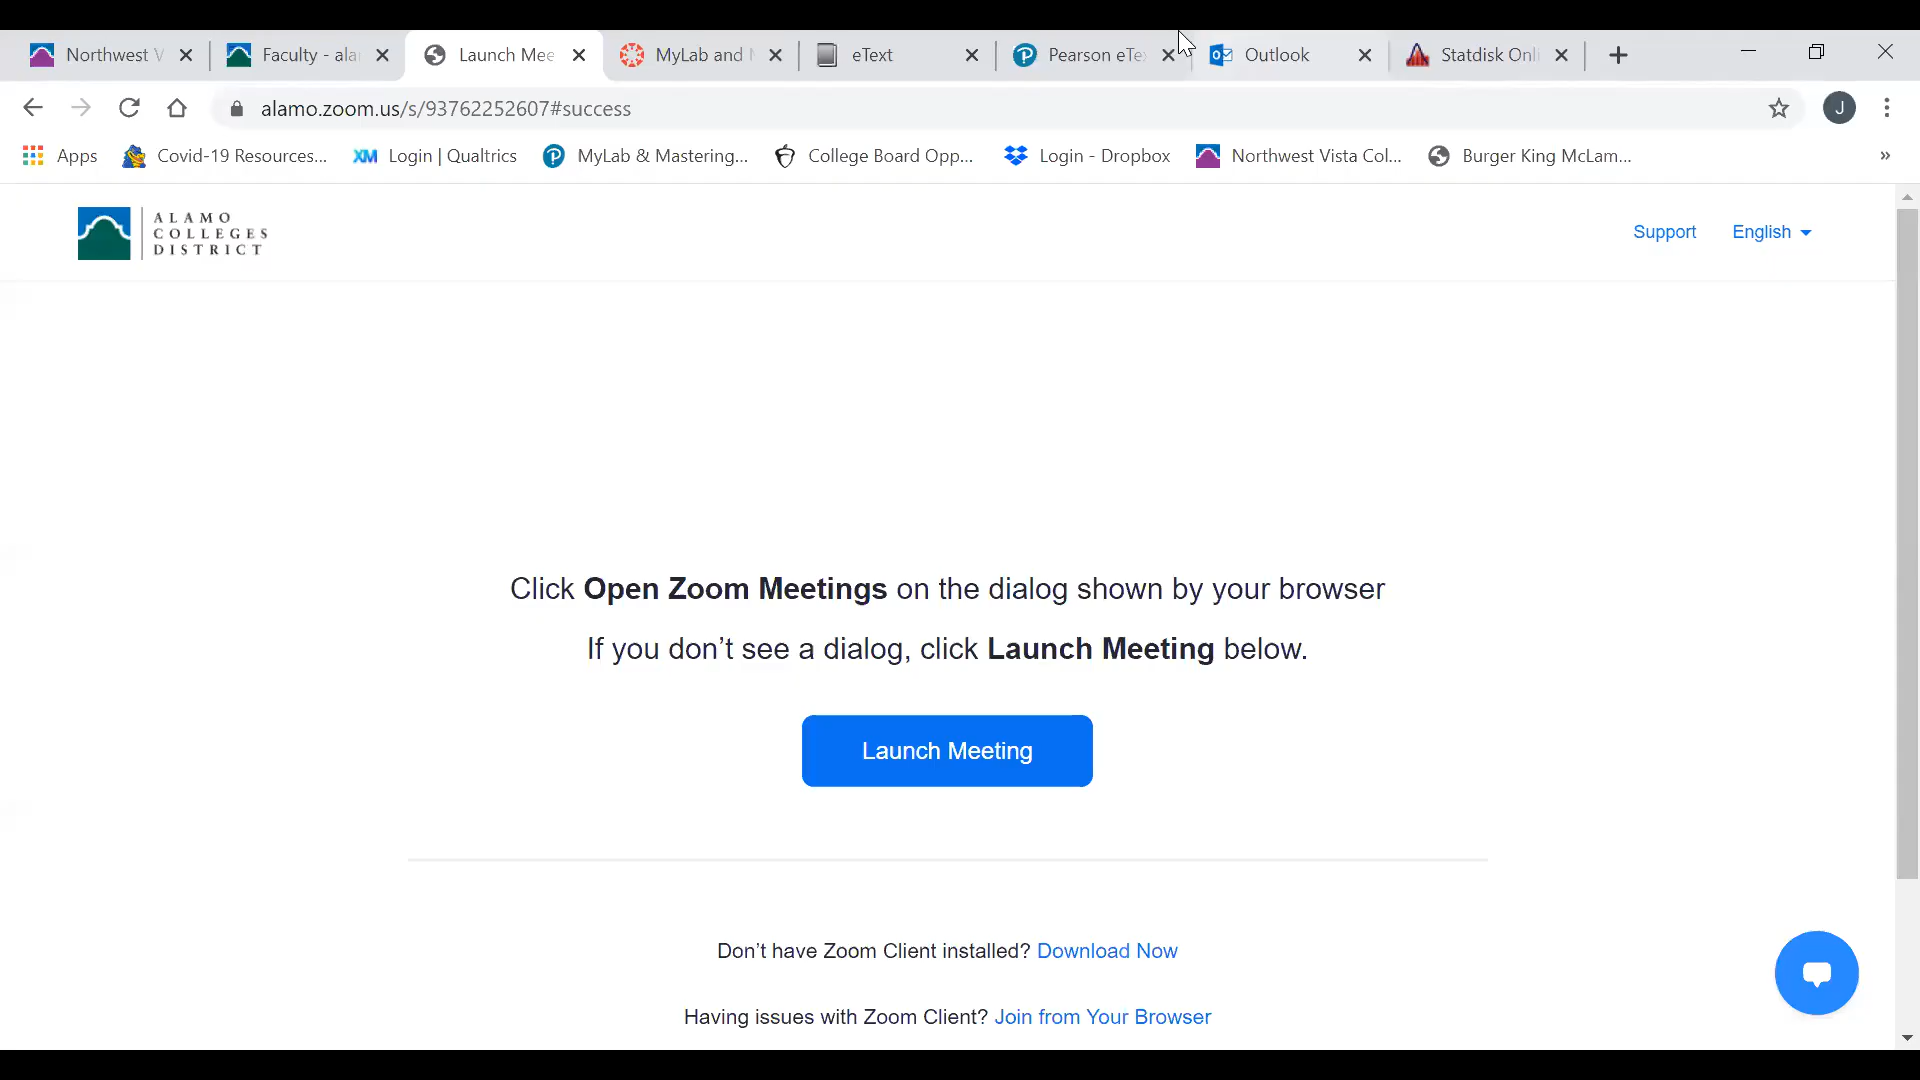 Northwest V
Faculty - ala
Launch Mee
MyLab and
eText
Pearson eTe
Outlook
Statdisk Onl
alamo.zoom.us/s/93762252607#success
J
Apps
Covid-19 Resources...
XM Login | Qualtrics
MyLab & Mastering...
College Board Opp...
Login - Dropbox
Northwest Vista Col...
Burger King McLam...
»
ALAMO
COLLEGES
DISTRICT
Support
English
Click Open Zoom Meetings on the dialog shown by your browser
If you don’t see a dialog, click Launch Meeting below.
Launch Meeting
Don’t have Zoom Client installed? Download Now
Having issues with Zoom Client? Join from Your Browser